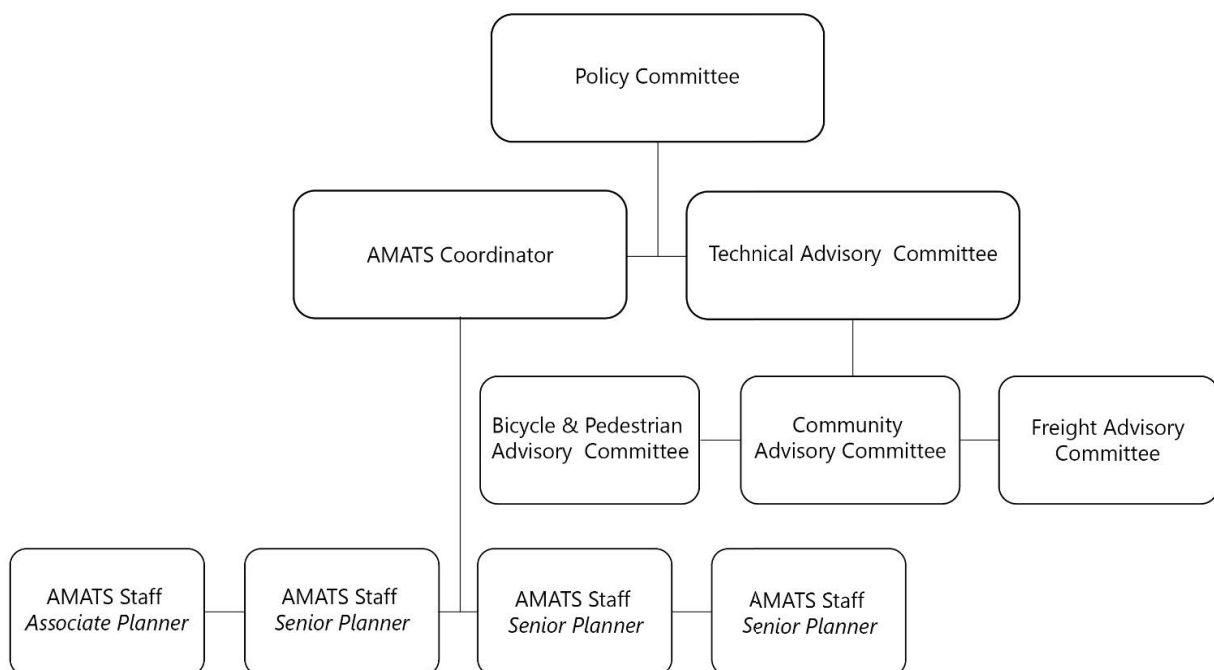 Policy Committee
AMATS Coordinator
Technical Advisory Committee
Bicycle & Pedestrian
Advisory Committee
Community
Advisory Committee
Freight Advisory
Committee
AMATS Staff
Associate Planner
AMATS Staff
Senior Planner
AMATS Staff
Senior Planner
AMATS Staff
Senior Planner